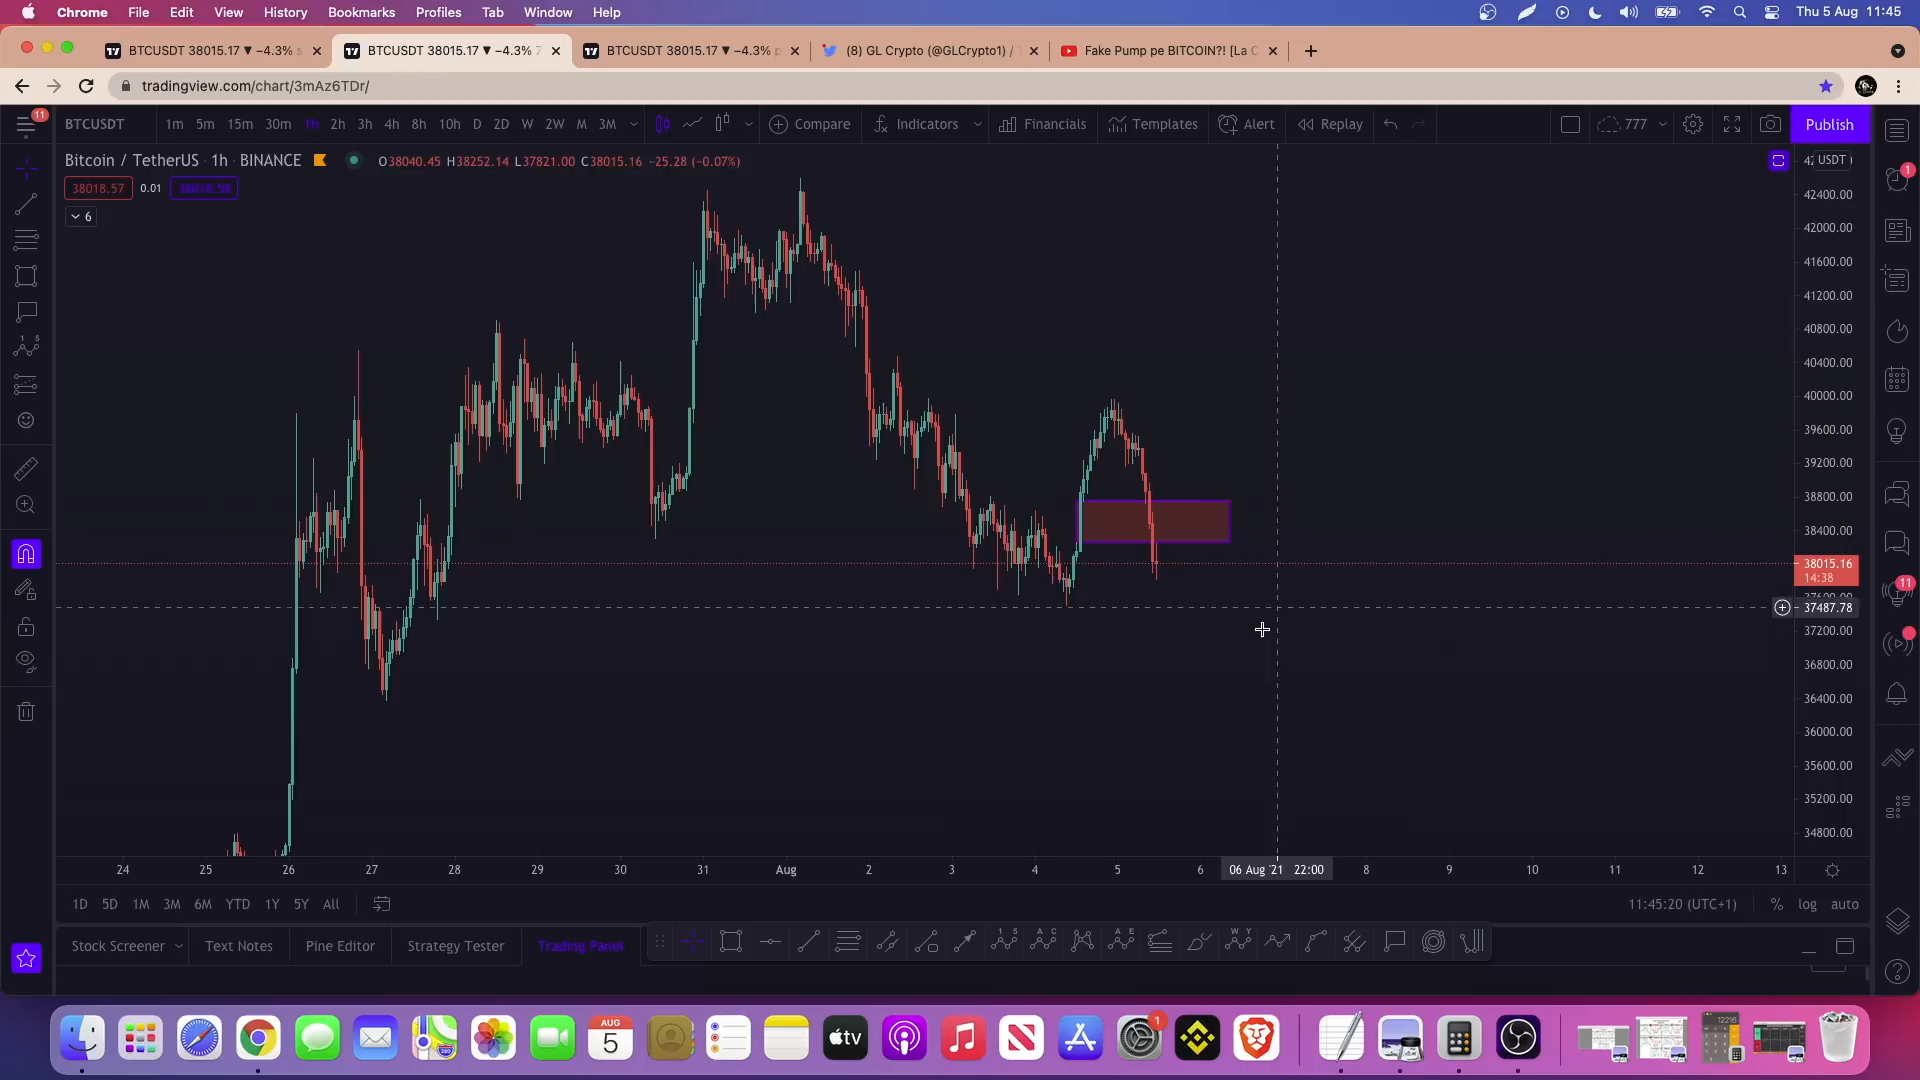 Chrome File Edit View History Bookmarks Profiles Tab Window Help Thu 5 Aug 11:45
BTCUSDT 38015.17 ▼ −4.3% s
BTCUSDT 38015.17 ▼ −4.3% 7
BTCUSDT 38015.17 ▼ −4.3% p
(8) GL Crypto (@GLCrypto1) /
Fake Pump pe BITCOIN?! [La C
tradingview.com/chart/3mAz6TDr/
11
BTCUSDT 1m 5m 15m 30m 1h 2h 3h 4h 8h 10h D 2D W 2W M 3M Compare Indicators Financials Templates Alert Replay 777 Publish
Bitcoin / TetherUS · 1h · BINANCE O38040.45 H38252.14 L37821.00 C38015.16 −25.28 (−0.07%)
USDT
38018.57 0.01
6
1
42400.00
42000.00
41600.00
41200.00
40800.00
40400.00
40000.00
39600.00
39200.00
38800.00
38400.00
38015.16
14:38
11
37487.78
37200.00
36800.00
36400.00
36000.00
35600.00
35200.00
34800.00
24 25 26 27 28 29 30 31 Aug 2 3 4 5 6 06 Aug '21 22:00 8 9 10 11 12 13
1D 5D 1M 3M 6M YTD 1Y 5Y All 11:45:20 (UTC+1) % log auto
Stock Screener Text Notes Pine Editor Strategy Tester Trading Panel
AUG
5
tv
1
280
12216